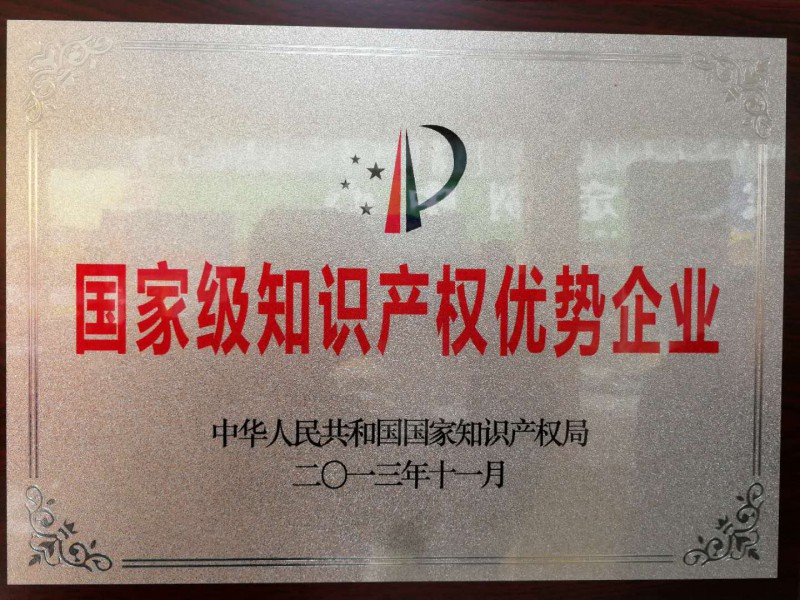 国家级知识产权优势企业
中华人民共和国国家知识产权局
二〇一三年十一月